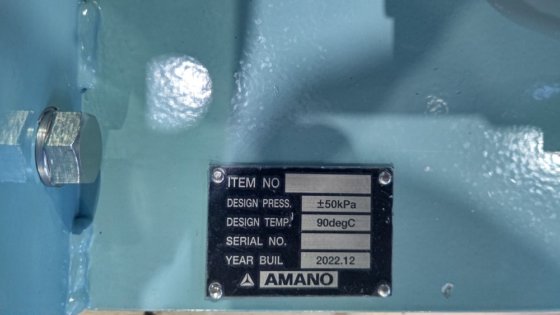 ITEM NO
DESIGN PRESS. ±50kPa
DESIGN TEMP. 90degC
SERIAL NO.
YEAR BUIL 2022.12
AMANO